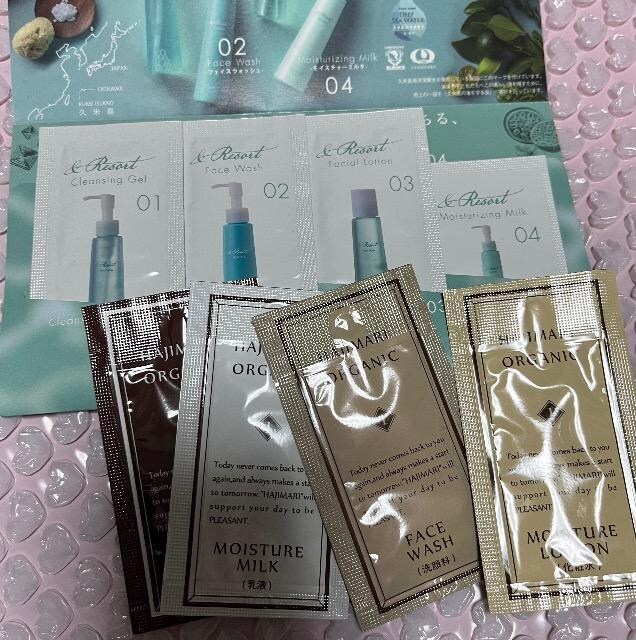 02
Face Wash
-フェイスウォッシュ-
Moisturizing Milk
-モイスチャーミルク-
04
JAPAN
OKINAWA
KUME ISLAND
久米島
る、
& Resort
Cleansing Gel
01
& Resort
Face Wash
02
& Resort
Facial Lotion
03
& Resort
Moisturizing Milk
04
HAJIMARI
ORGANIC
Today never comes back to you
again,and always makes a start
to tomorrow."HAJIMARI"will
support your day to be
PLEASANT.
MOISTURE
MILK
(乳液)
HAJIMARI
ORGANIC
Today never comes back to you
again,and always makes a start
to tomorrow."HAJIMARI"will
your day to be
FACE
WASH
(洗顔料)
HAJIMARI
ORGANIC
Today never comes back to you
again,and always makes a start
to tomorrow."HAJIMARI"will
support your day to be
PLEASANT.
MOISTURE
LOTION
(化粧水)